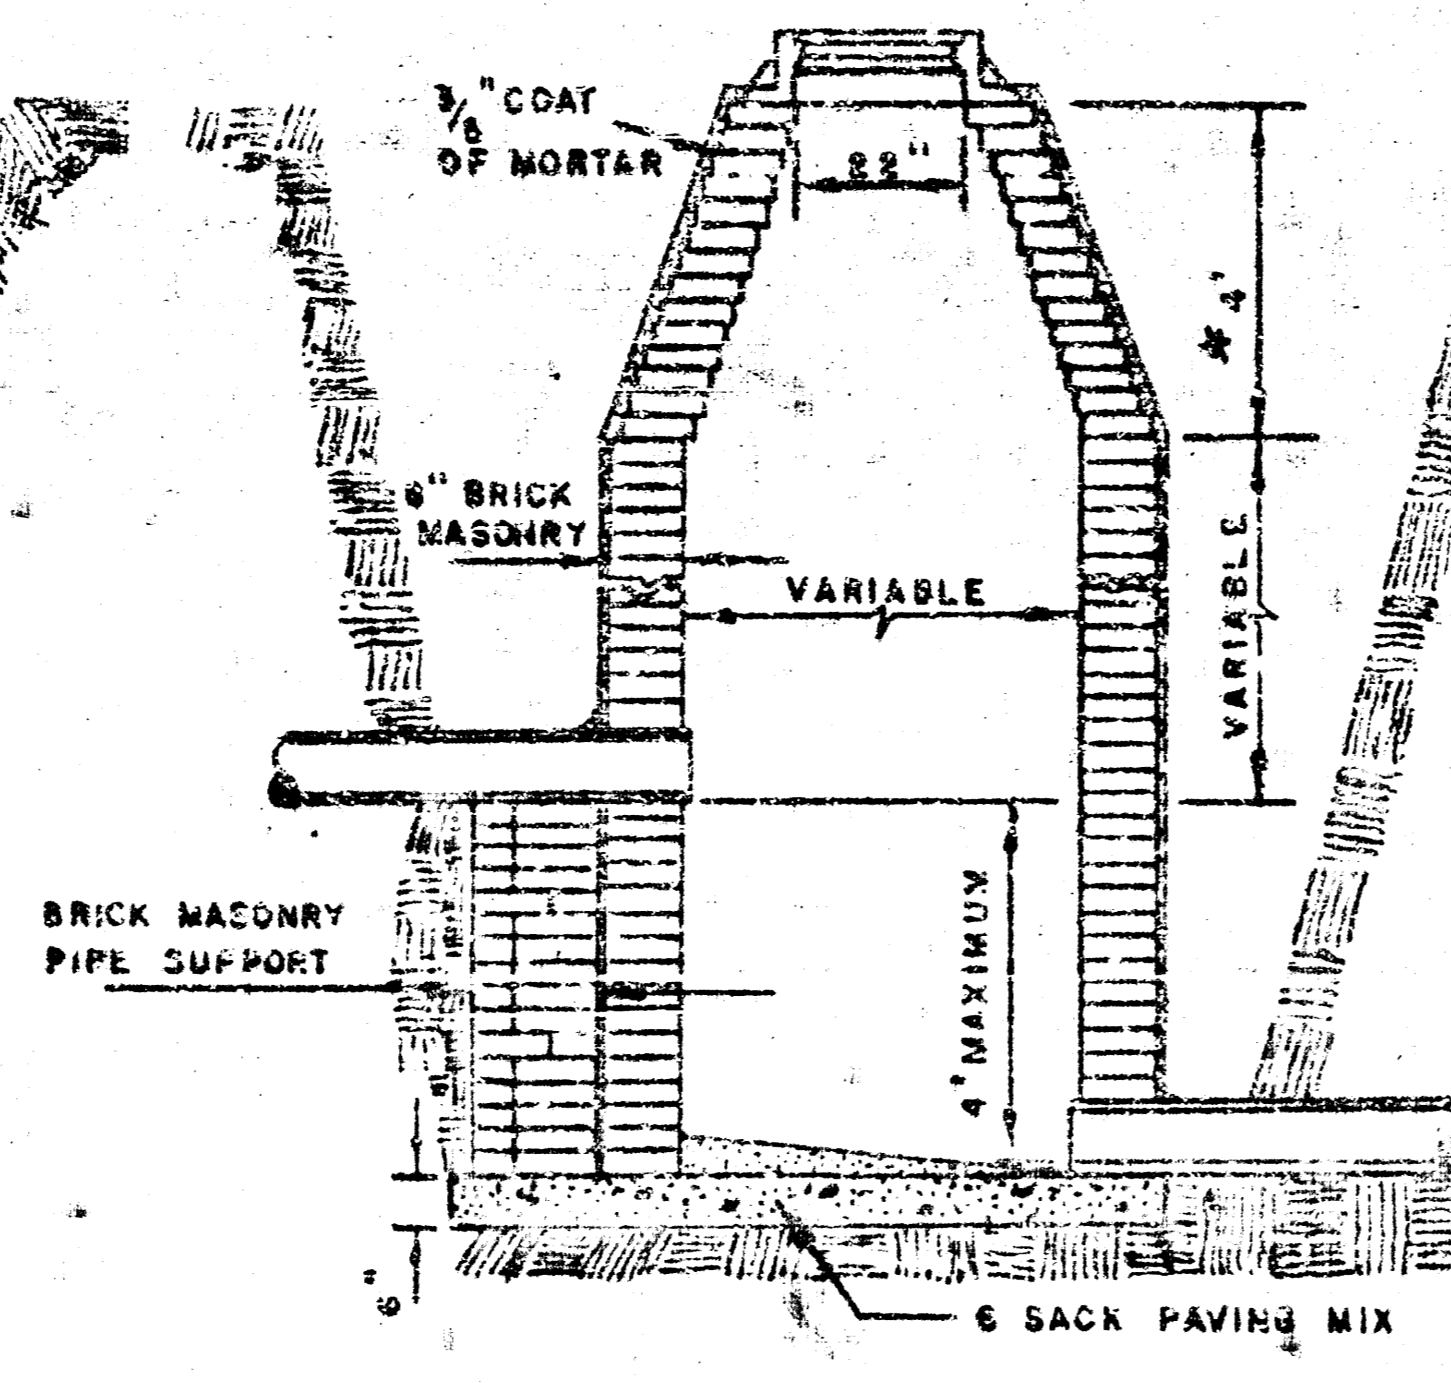 3/8" COAT
OF MORTAR
22"
* 4'
BRICK
MASONRY
VARIABLE
VARIABLE
BRICK MASONRY
PIPE SUPPORT
4' MAXIMUM
6"
6 SACK PAVING MIX